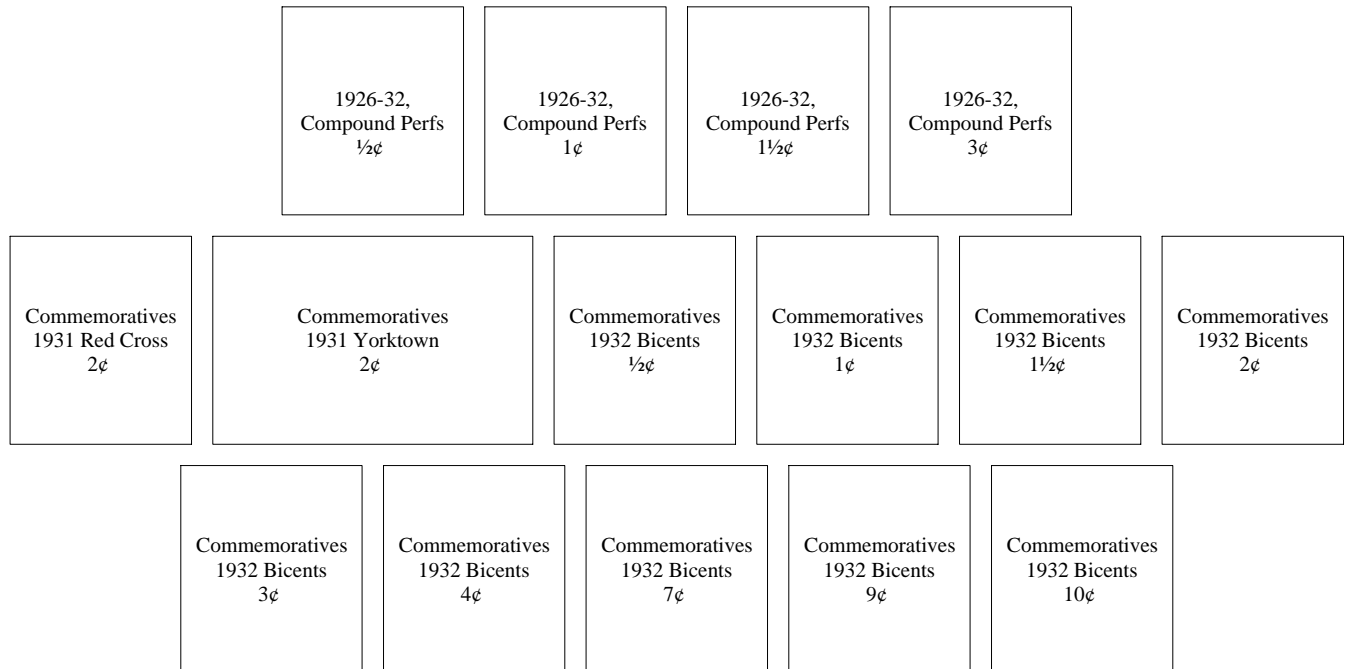 1926-32,
Compound Perfs
½¢
1926-32,
Compound Perfs
1¢
1926-32,
Compound Perfs
1½¢
1926-32,
Compound Perfs
3¢
Commemoratives
1931 Red Cross
2¢
Commemoratives
1931 Yorktown
2¢
Commemoratives
1932 Bicents
½¢
Commemoratives
1932 Bicents
1¢
Commemoratives
1932 Bicents
1½¢
Commemoratives
1932 Bicents
2¢
Commemoratives
1932 Bicents
3¢
Commemoratives
1932 Bicents
4¢
Commemoratives
1932 Bicents
7¢
Commemoratives
1932 Bicents
9¢
Commemoratives
1932 Bicents
10¢